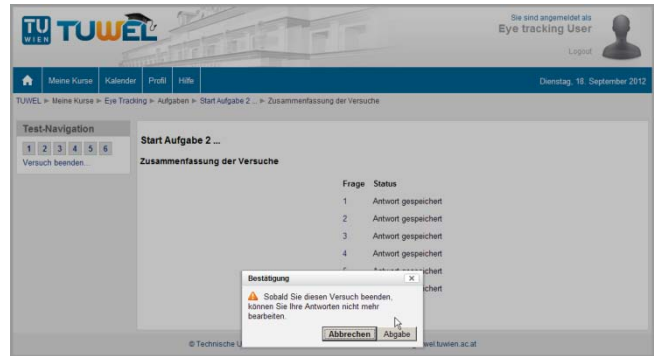 TU WIEN TUWEL
Sie sind angemeldet als
Eye tracking User
Logout
Meine Kurse Kalender Profil Hilfe Dienstag, 18. September 2012
TUWEL ► Meine Kurse ► Eye Tracking ► Aufgaben ► Start Aufgabe 2 ... ► Zusammenfassung der Versuche
Test-Navigation
1 2 3 4 5 6
Versuch beenden...
Start Aufgabe 2 ...
Zusammenfassung der Versuche
Frage Status
1 Antwort gespeichert
2 Antwort gespeichert
3 Antwort gespeichert
4 Antwort gespeichert
Bestätigung
Sobald Sie diesen Versuch beenden,
können Sie Ihre Antworten nicht mehr
bearbeiten.
Abbrechen Abgabe
© Technische U
wel.tuwien.ac.at